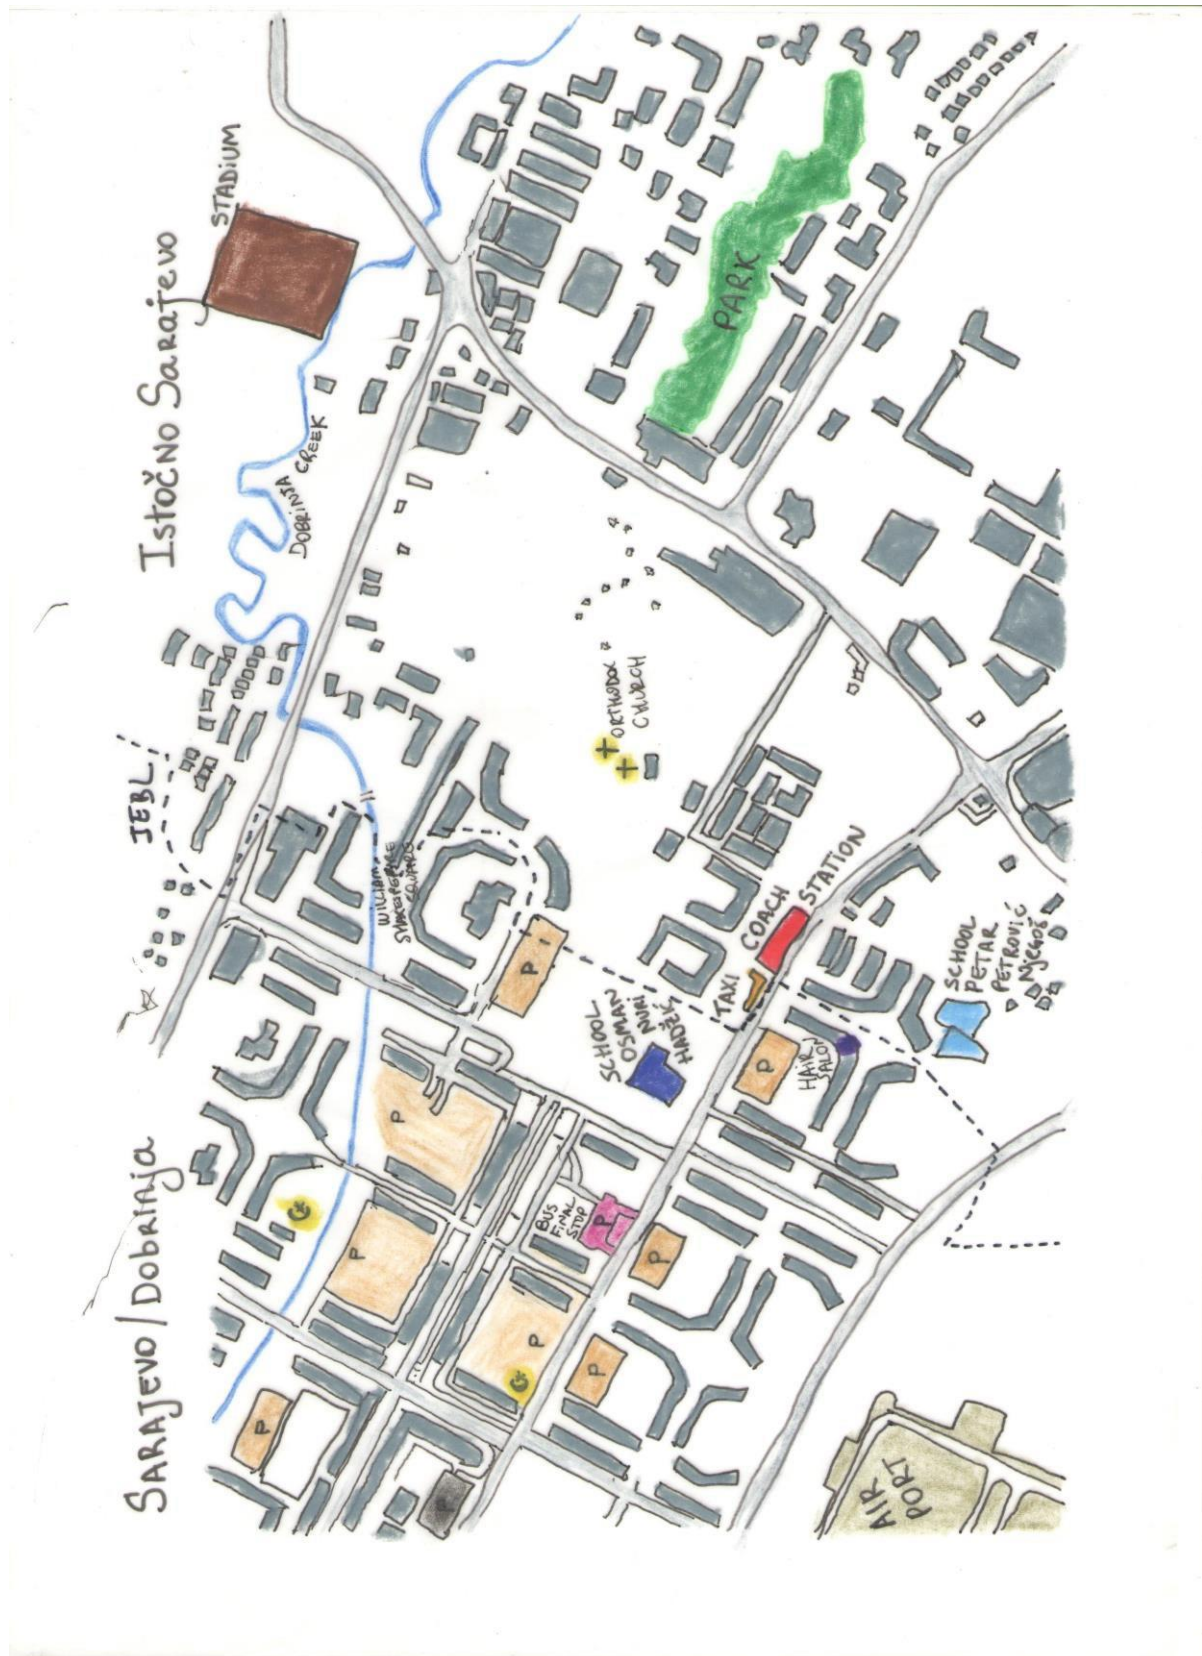 Istočno Sarajevo
STADIUM
DOBRINJA CREEK
PARK
IEBL
WILLIAM
SHAKESPEARE
SQUARE
ORTHODOX
CHURCH
COACH STATION
TAXI
SCHOOL
OSMAN
NURI
HADŽIĆ
SCHOOL
PETAR
PETROVIĆ
NJEGOŠ
HAIR
SALON
P
P
P
P
P
P
P
P
P
P
P
BUS
FINAL
STOP
SARAJEVO/Dobrinja
AIR
PORT